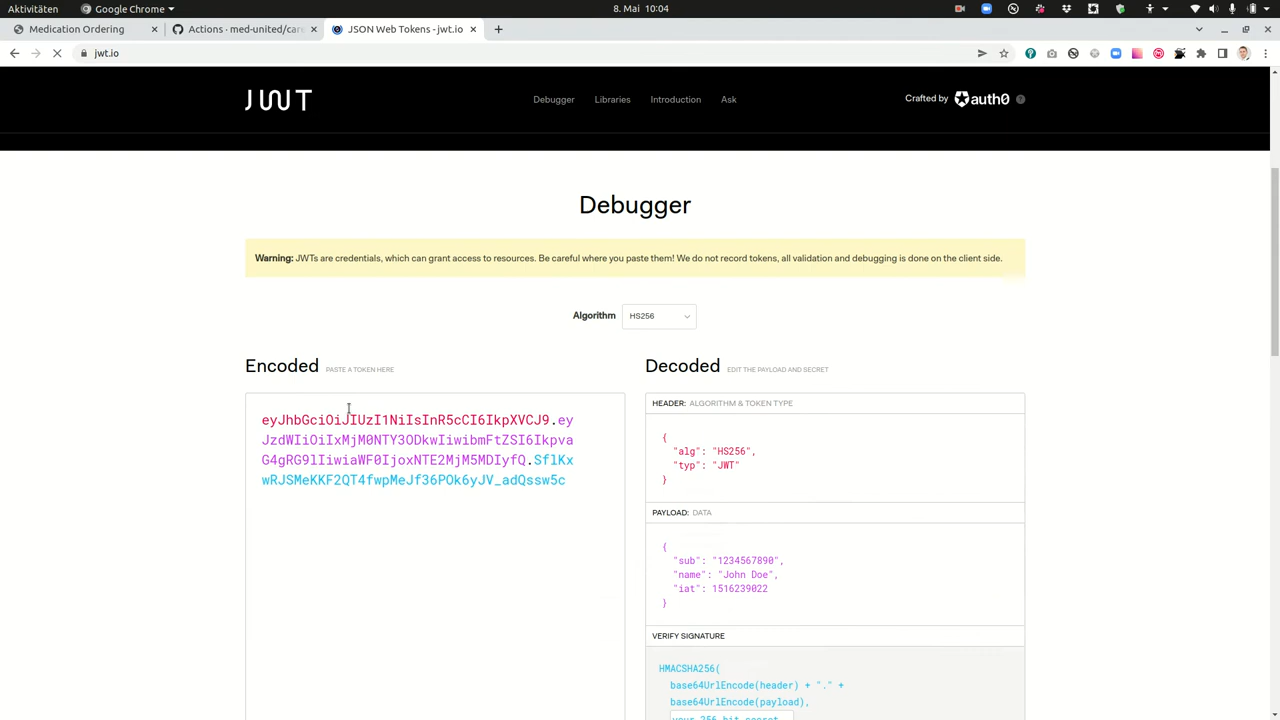 Aktivitäten Google Chrome 8. Mai 10:04
Medication Ordering
Actions · med-united/car
JSON Web Tokens - jwt.io
jwt.io
JWT
Debugger Libraries Introduction Ask
Crafted by auth0 ?
Debugger
Warning: JWTs are credentials, which can grant access to resources. Be careful where you paste them! We do not record tokens, all validation and debugging is done on the client side.
Algorithm HS256
Encoded PASTE A TOKEN HERE
eyJhbGciOiJIUzI1NiIsInR5cCI6IkpXVCJ9.ey
JzdWIiOiIxMjM0NTY3ODkwIiwibmFtZSI6Ikpva
G4gRG9lIiwiaWF0IjoxNTE2MjM5MDIyfQ.SflKx
wRJSMeKKF2QT4fwpMeJf36POk6yJV_adQssw5c
Decoded EDIT THE PAYLOAD AND SECRET
HEADER: ALGORITHM & TOKEN TYPE
{
"alg": "HS256",
"typ": "JWT"
}
PAYLOAD: DATA
{
"sub": "1234567890",
"name": "John Doe",
"iat": 1516239022
}
VERIFY SIGNATURE
HMACSHA256(
base64UrlEncode(header) + "." +
base64UrlEncode(payload),
your-256-bit-secret